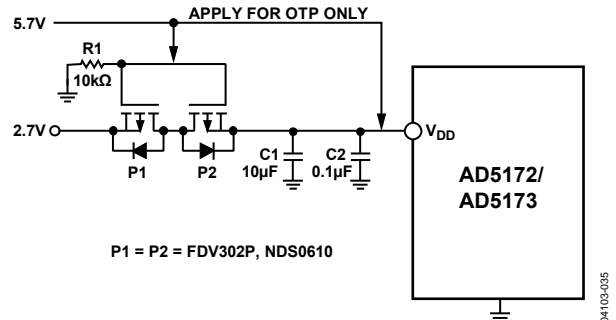 5.7V
APPLY FOR OTP ONLY
R1
10kΩ
2.7V
P1
P2
C1
10µF
C2
0.1µF
VDD
AD5172/
AD5173
P1 = P2 = FDV302P, NDS0610
04103-035